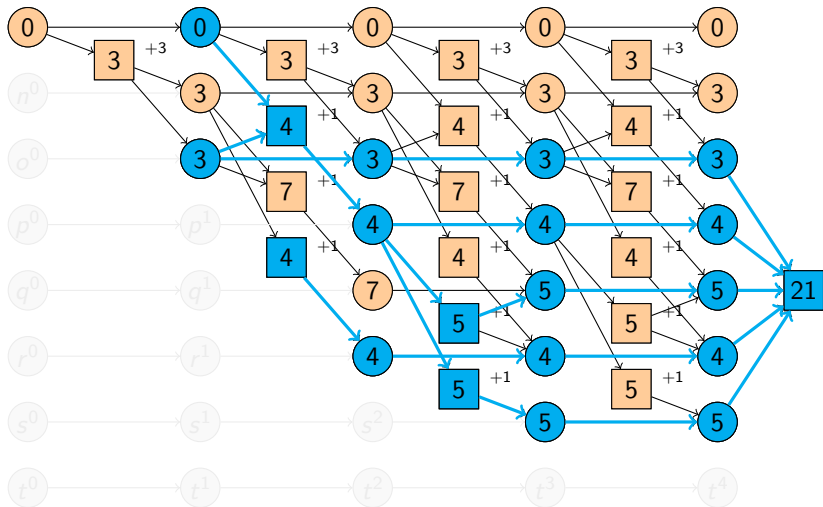 0 0 0 0 0
3 +3 3 +3 3 +3 3 +3
n⁰ 3 3 3 3
4 +1 4 +1 4 +1
o⁰ 3 3 3 3
7 +1 7 +1 7 +1
p⁰ p¹ 4 4 4
4 +1 4 +1 4 +1
q⁰ q¹ 7 5 5 21
5 +1 5 +1
r⁰ r¹ 4 4 4
5 +1 5 +1
s⁰ s¹ s² 5 5
t⁰ t¹ t² t³ t⁴